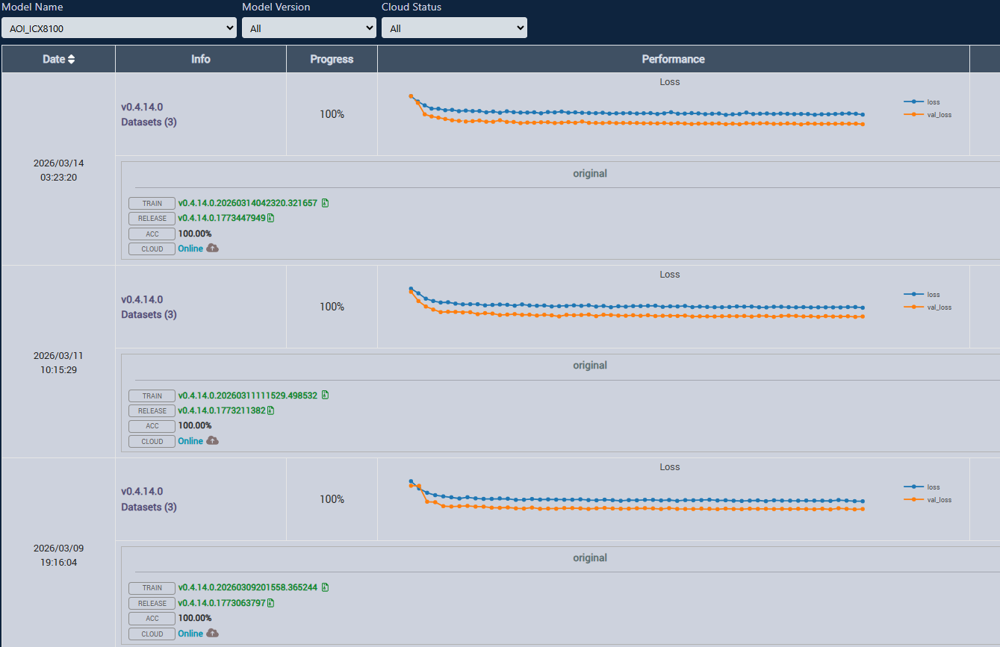 Model Name Model Version Cloud Status
AOI_ICX8100 All All
Date Info Progress Performance
Loss
loss
val_loss
v0.4.14.0
Datasets (3)
100%
2026/03/14
03:23:20
original
TRAIN v0.4.14.0.20260314042320.321657
RELEASE v0.4.14.0.1773447949
ACC 100.00%
CLOUD Online
Loss
loss
val_loss
v0.4.14.0
Datasets (3)
100%
2026/03/11
10:15:29
original
TRAIN v0.4.14.0.20260311111529.498532
RELEASE v0.4.14.0.1773211382
ACC 100.00%
CLOUD Online
Loss
loss
val_loss
v0.4.14.0
Datasets (3)
100%
2026/03/09
19:16:04
original
TRAIN v0.4.14.0.20260309201558.365244
RELEASE v0.4.14.0.1773063797
ACC 100.00%
CLOUD Online